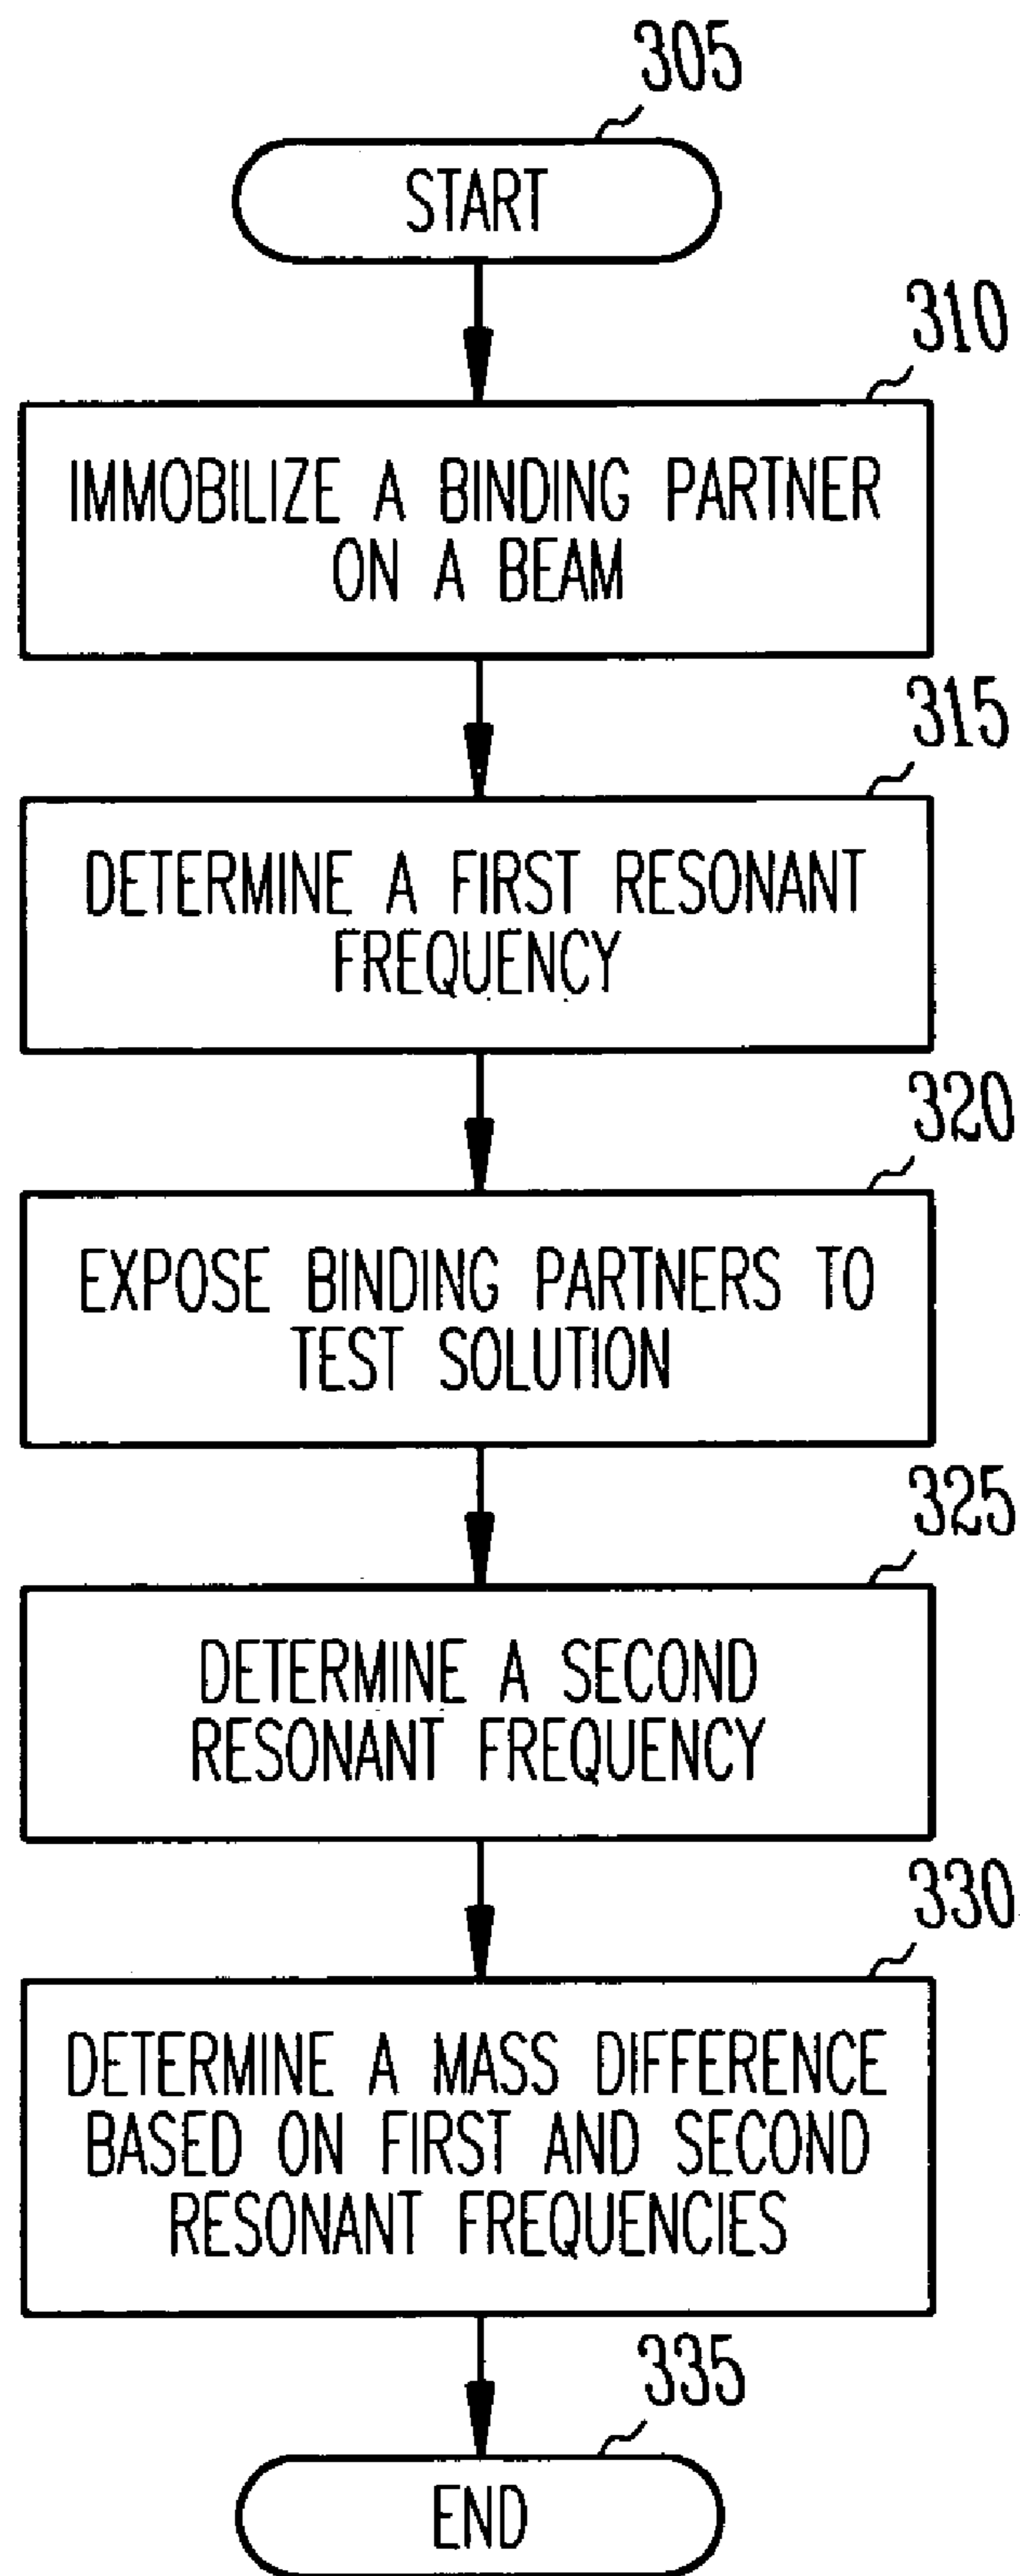 305
START
310
IMMOBILIZE A BINDING PARTNER
ON A BEAM
315
DETERMINE A FIRST RESONANT
FREQUENCY
320
EXPOSE BINDING PARTNERS TO
TEST SOLUTION
325
DETERMINE A SECOND
RESONANT FREQUENCY
330
DETERMINE A MASS DIFFERENCE
BASED ON FIRST AND SECOND
RESONANT FREQUENCIES
335
END